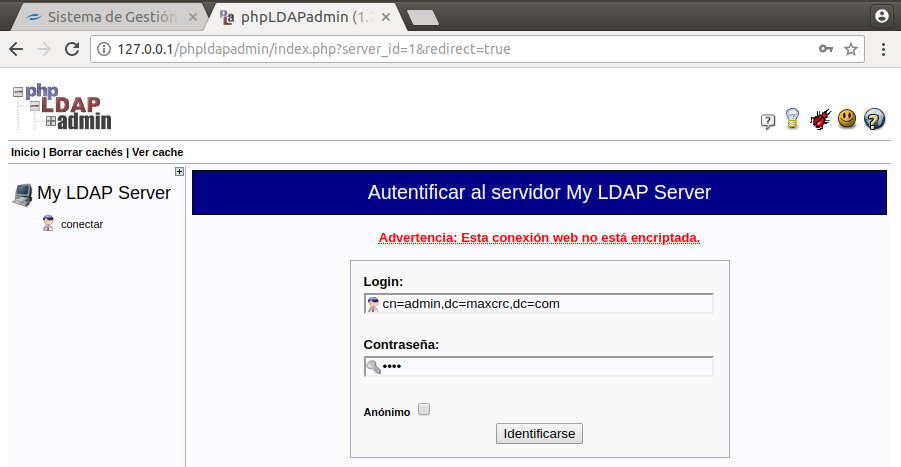 Sistema de Gestión
phpLDAPadmin (1.2
127.0.0.1/phpldapadmin/index.php?server_id=1&redirect=true
php
LDAP
admin
Inicio | Borrar cachés | Ver cache
My LDAP Server
conectar
Autentificar al servidor My LDAP Server
Advertencia: Esta conexión web no está encriptada.
Login:
cn=admin,dc=maxcrc,dc=com
Contraseña:
••••
Anónimo
Identificarse